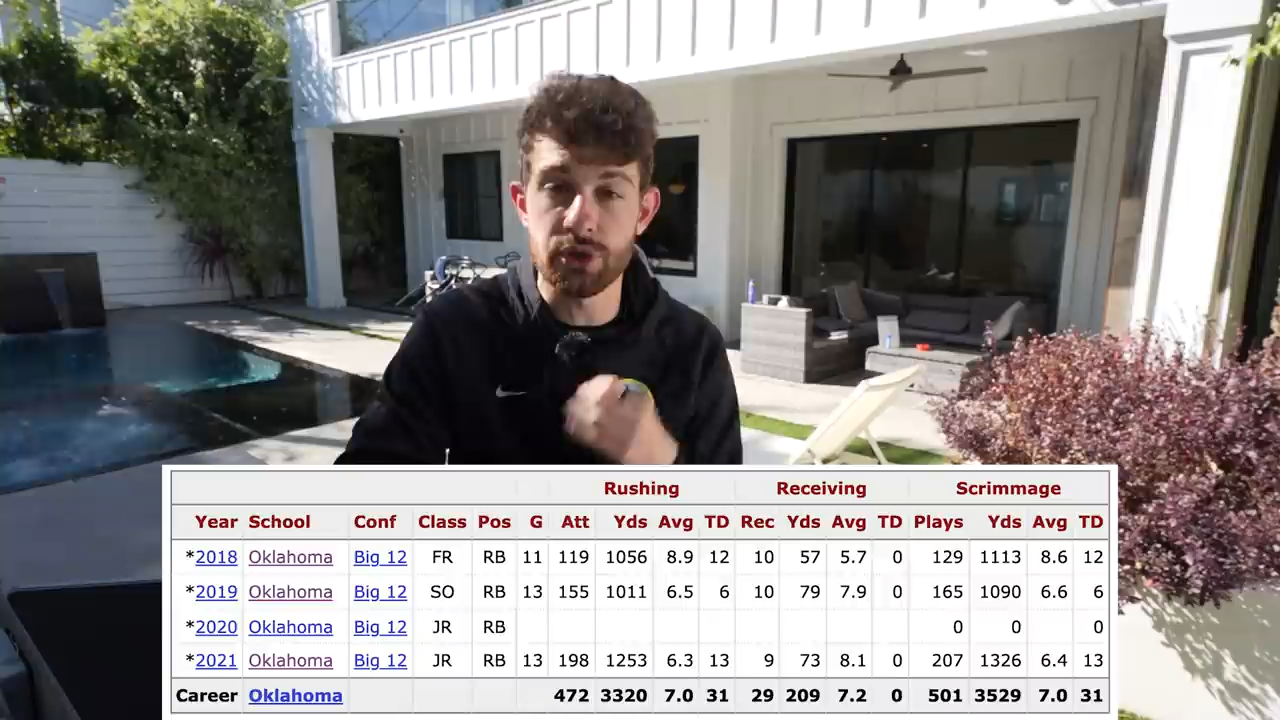 Rushing Receiving Scrimmage
Year School Conf Class Pos G Att Yds Avg TD Rec Yds Avg TD Plays Yds Avg TD
*2018 Oklahoma Big 12 FR RB 11 119 1056 8.9 12 10 57 5.7 0 129 1113 8.6 12
*2019 Oklahoma Big 12 SO RB 13 155 1011 6.5 6 10 79 7.9 0 165 1090 6.6 6
*2020 Oklahoma Big 12 JR RB 0 0 0
*2021 Oklahoma Big 12 JR RB 13 198 1253 6.3 13 9 73 8.1 0 207 1326 6.4 13
Career Oklahoma 472 3320 7.0 31 29 209 7.2 0 501 3529 7.0 31